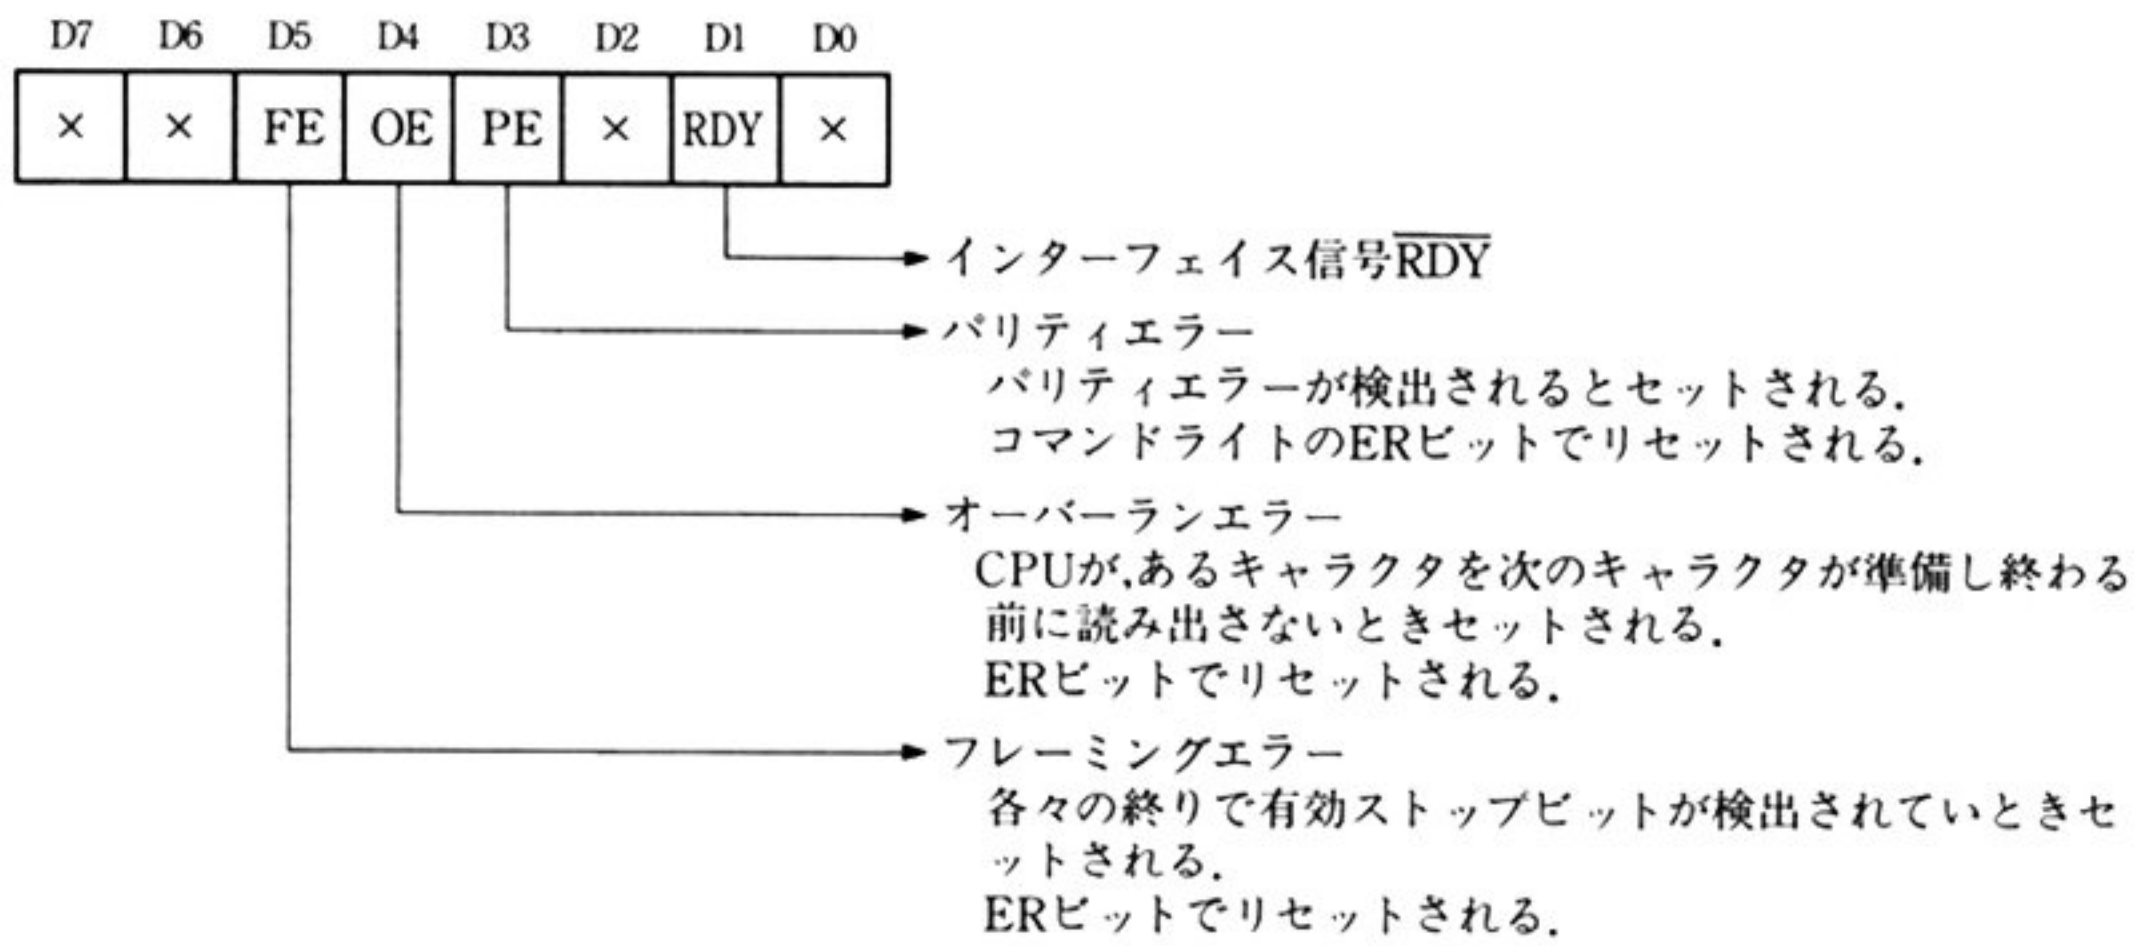 D7 D6 D5 D4 D3 D2 D1 D0
× × FE OE PE × RDY ×
インターフェイス信号RDY
パリティエラー
パリティエラーが検出されるとセットされる.
コマンドライトのERビットでリセットされる.
オーバーランエラー
CPUが,あるキャラクタを次のキャラクタが準備し終わる
前に読み出さないときセットされる.
ERビットでリセットされる.
フレーミングエラー
各々の終りで有効ストップビットが検出されていときセ
ットされる.
ERビットでリセットされる.